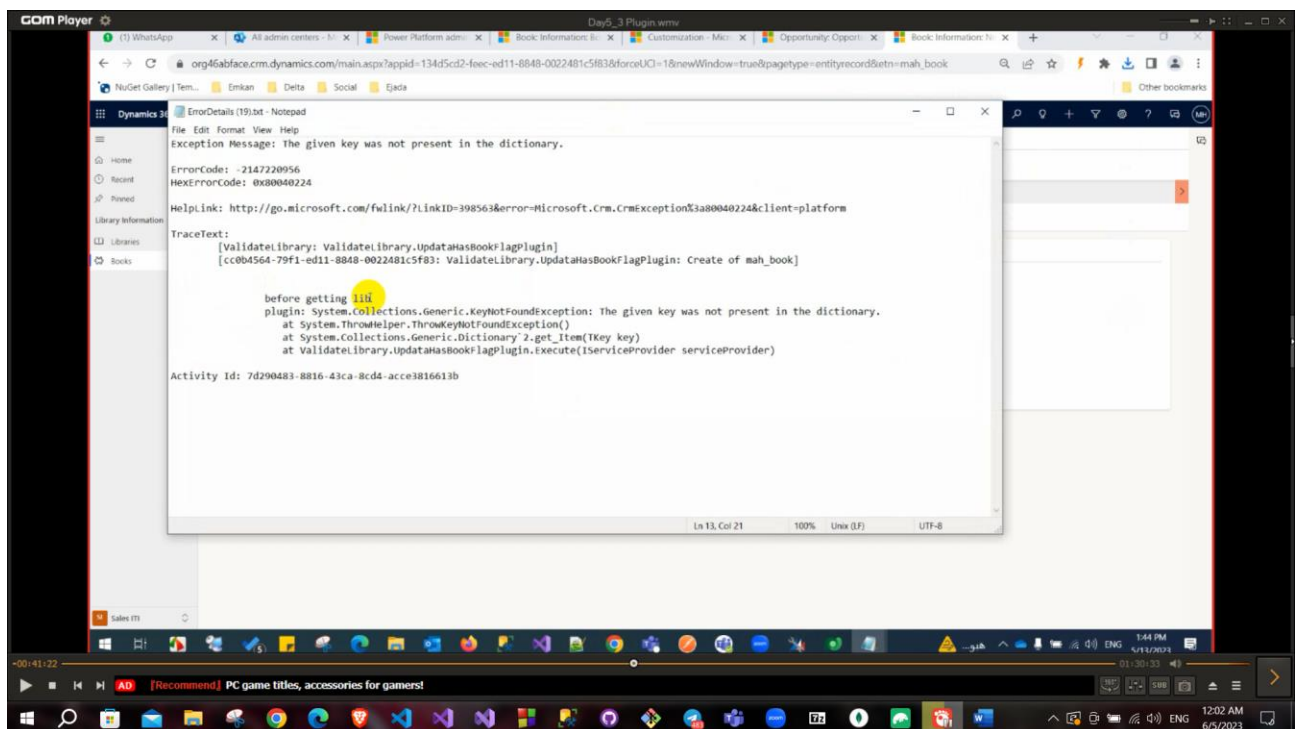 GOM Player
Day5_3 Plugin.wmv
(1) WhatsApp
All admin centers - M
Power Platform admi
Book: Information: B
Customization - Micr
Opportunity: Opport
Book: Information: N
org46abface.crm.dynamics.com/main.aspx?appid=134d5cd2-feec-ed11-8848-0022481c5f83&forceUCI=1&newWindow=true&pagetype=entityrecord&etn=mah_book
NuGet Gallery | Tem...
Emkan
Delta
Social
Ejada
Other bookmarks
Dynamics 36
ErrorDetails (19).txt - Notepad
MH
File Edit Format View Help
Exception Message: The given key was not present in the dictionary.
ErrorCode: -2147220956
HexErrorCode: 0x80040224
HelpLink: http://go.microsoft.com/fwlink/?LinkID=398563&error=Microsoft.Crm.CrmException%3a80040224&client=platform
TraceText:
[ValidateLibrary: ValidateLibrary.UpdataHasBookFlagPlugin]
[cc0b4564-79f1-ed11-8848-0022481c5f83: ValidateLibrary.UpdataHasBookFlagPlugin: Create of mah_book]
before getting lib
plugin: System.Collections.Generic.KeyNotFoundException: The given key was not present in the dictionary.
at System.ThrowHelper.ThrowKeyNotFoundException()
at System.Collections.Generic.Dictionary`2.get_Item(TKey key)
at ValidateLibrary.UpdataHasBookFlagPlugin.Execute(IServiceProvider serviceProvider)
Activity Id: 7d290483-8816-43ca-8cd4-acce3816613b
Home
Recent
Pinned
Library Information
Libraries
Books
Ln 13, Col 21
100%
Unix (LF)
UTF-8
Sales ITI
ENG
1:44 PM
5/13/2023
-00:41:22
01:30:33
AD
[Recommend] PC game titles, accessories for gamers!
SUB
ENG
12:02 AM
6/5/2023